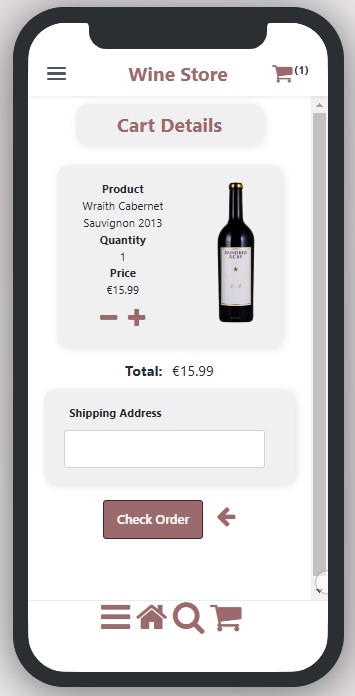 Wine Store
(1)
Cart Details
Product
Wraith Cabernet
Sauvignon 2013
Quantity
1
Price
€15.99
HUNDRED
ACRE
Total: €15.99
Shipping Address
Check Order